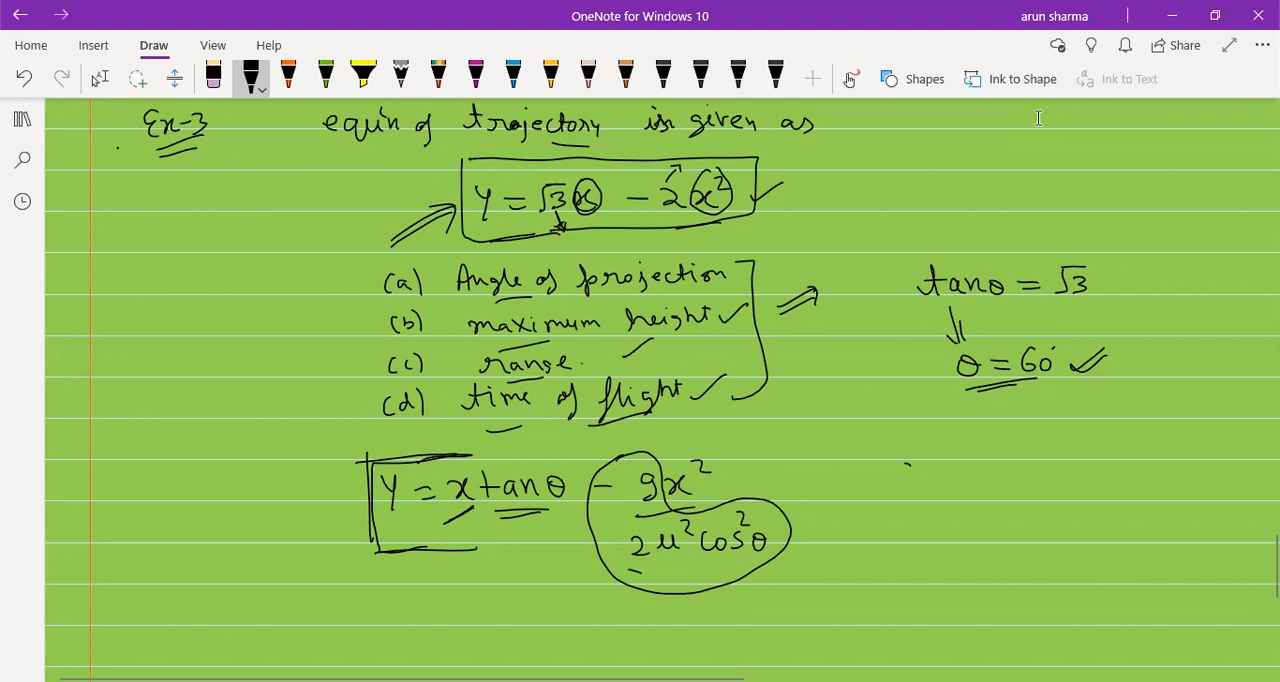 OneNote for Windows 10
arun sharma
Home Insert Draw View Help
Share
Shapes Ink to Shape Ink to Text
Ex-3 equn of trajectory is given as
Y = √3x - 2x²
(a) Angle of projection
(b) maximum height
(c) range.
(d) time of flight
tanθ = √3
θ = 60°
Y = x tanθ - gx²
2u²cos²θ